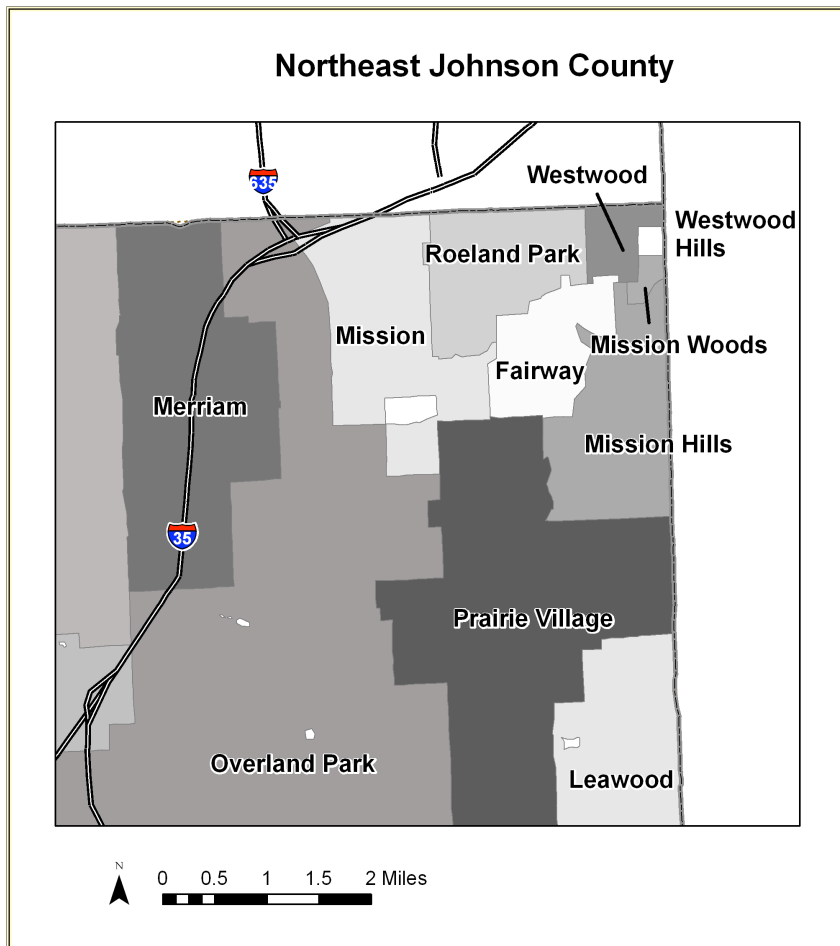 Northeast Johnson County
635
Westwood
Westwood
Hills
Roeland Park
Mission
Mission Woods
Fairway
Merriam
Mission Hills
35
Prairie Village
Overland Park
Leawood
N
0 0.5 1 1.5 2 Miles